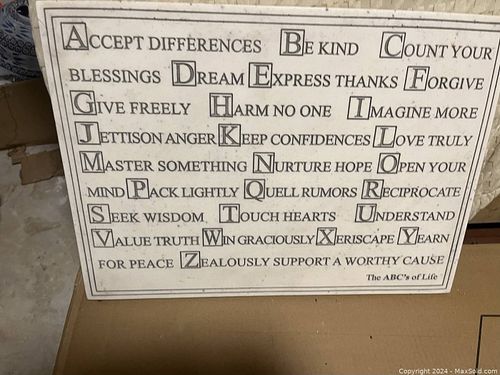 ACCEPT DIFFERENCES BE KIND COUNT YOUR
BLESSINGS DREAM EXPRESS THANKS FORGIVE
GIVE FREELY HARM NO ONE IMAGINE MORE
JETTISON ANGER KEEP CONFIDENCES LOVE TRULY
MASTER SOMETHING NURTURE HOPE OPEN YOUR
MIND PACK LIGHTLY QUELL RUMORS RECIPROCATE
SEEK WISDOM TOUCH HEARTS UNDERSTAND
VALUE TRUTH WIN GRACIOUSLY XERISCAPE YEARN
FOR PEACE ZEALOUSLY SUPPORT A WORTHY CAUSE
The ABC's of Life
Copyright 2024 - MaxSold.com